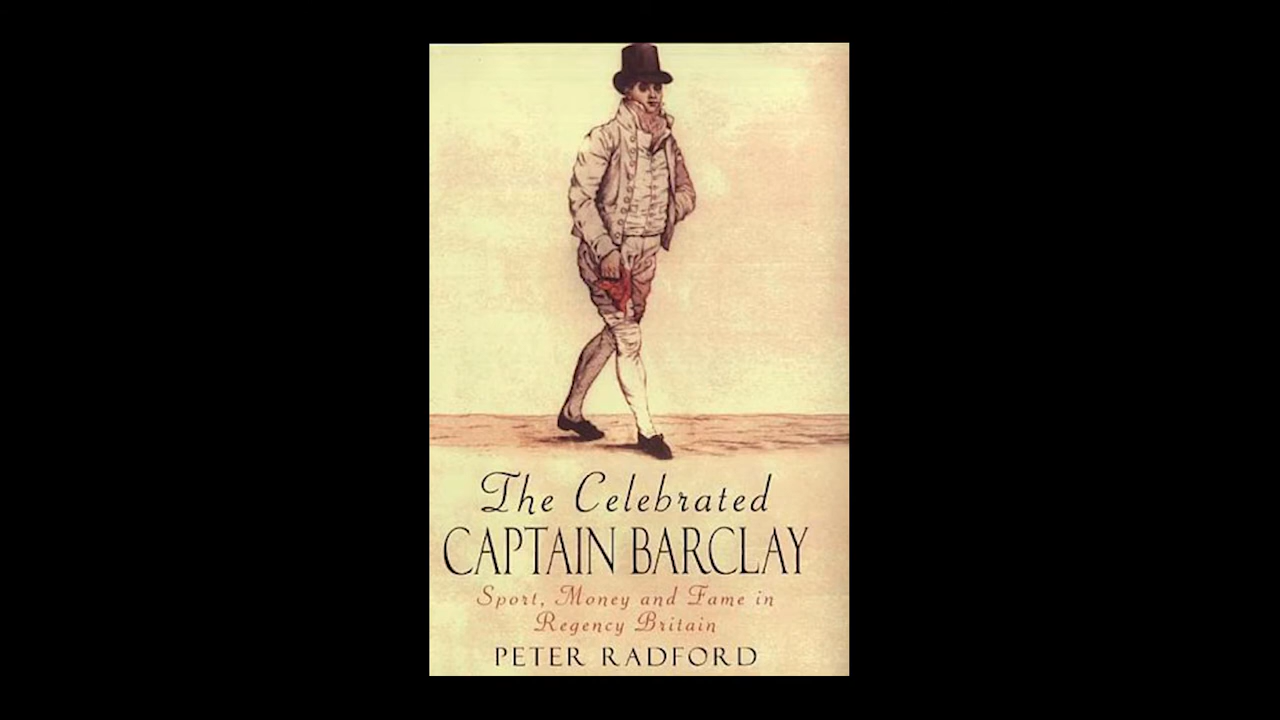 The Celebrated
CAPTAIN BARCLAY
Sport, Money and Fame in
Regency Britain
PETER RADFORD